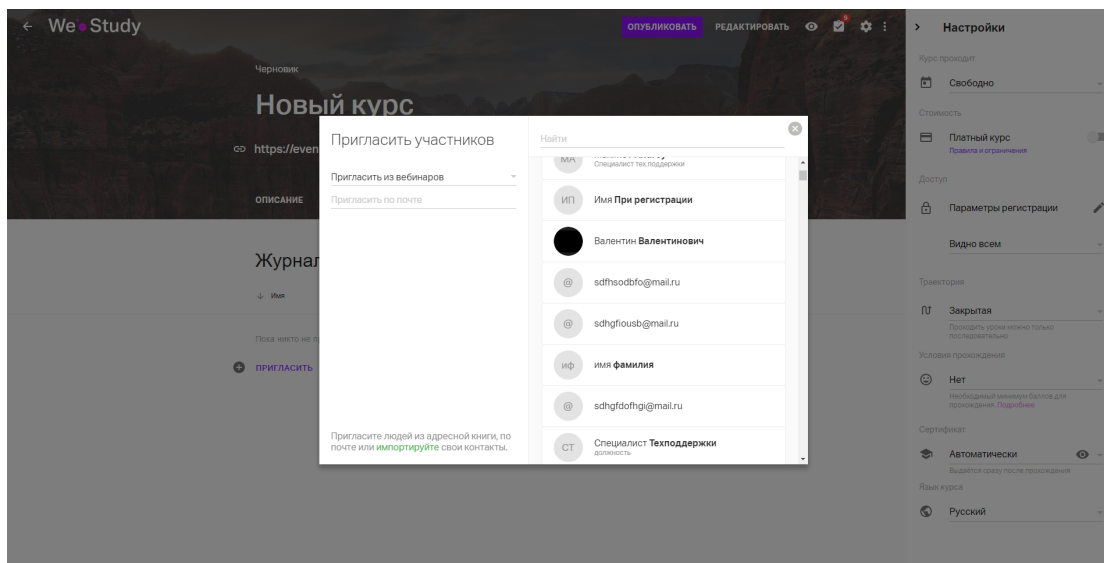 We Study
ОПУБЛИКОВАТЬ
РЕДАКТИРОВАТЬ
9
Настройки
Черновик
Новый курс
https://even
ОПИСАНИЕ
Журнал
Имя
Пока никто не п
ПРИГЛАСИТЬ
Пригласить участников
Пригласить из вебинаров
Пригласить по почте
Пригласите людей из адресной книги, по
почте или импортируйте свои контакты.
Найти
МА
Специалист тех.поддержки
ИП Имя При регистрации
Валентин Валентинович
@ sdfhsodbfo@mail.ru
@ sdhgfiousb@mail.ru
иф имя фамилия
@ sdhgfdofhgi@mail.ru
СТ Специалист Техподдержки
должность
Курс проходит
Свободно
Стоимость
Платный курс
Правила и ограничения
Доступ
Параметры регистрации
Видно всем
Траектория
Закрытая
Проходить уроки можно только
последовательно
Условия прохождения
Нет
Необходимый минимум баллов для
прохождения. Подробнее
Сертификат
Автоматически
Выдается сразу после прохождения
Язык курса
Русский